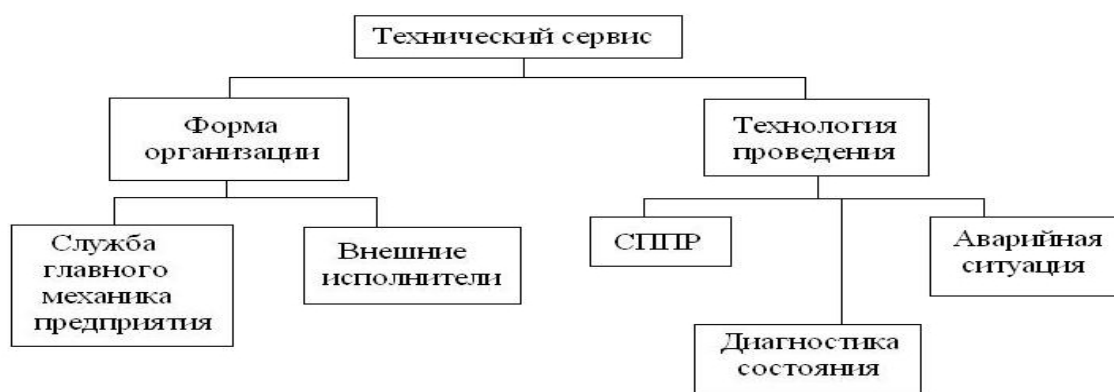 Технический сервис
Форма
организации
Технология
проведения
Служба
главного
механика
предприятия
Внешние
исполнители
СППР
Аварийная
ситуация
Диагностика
состояния